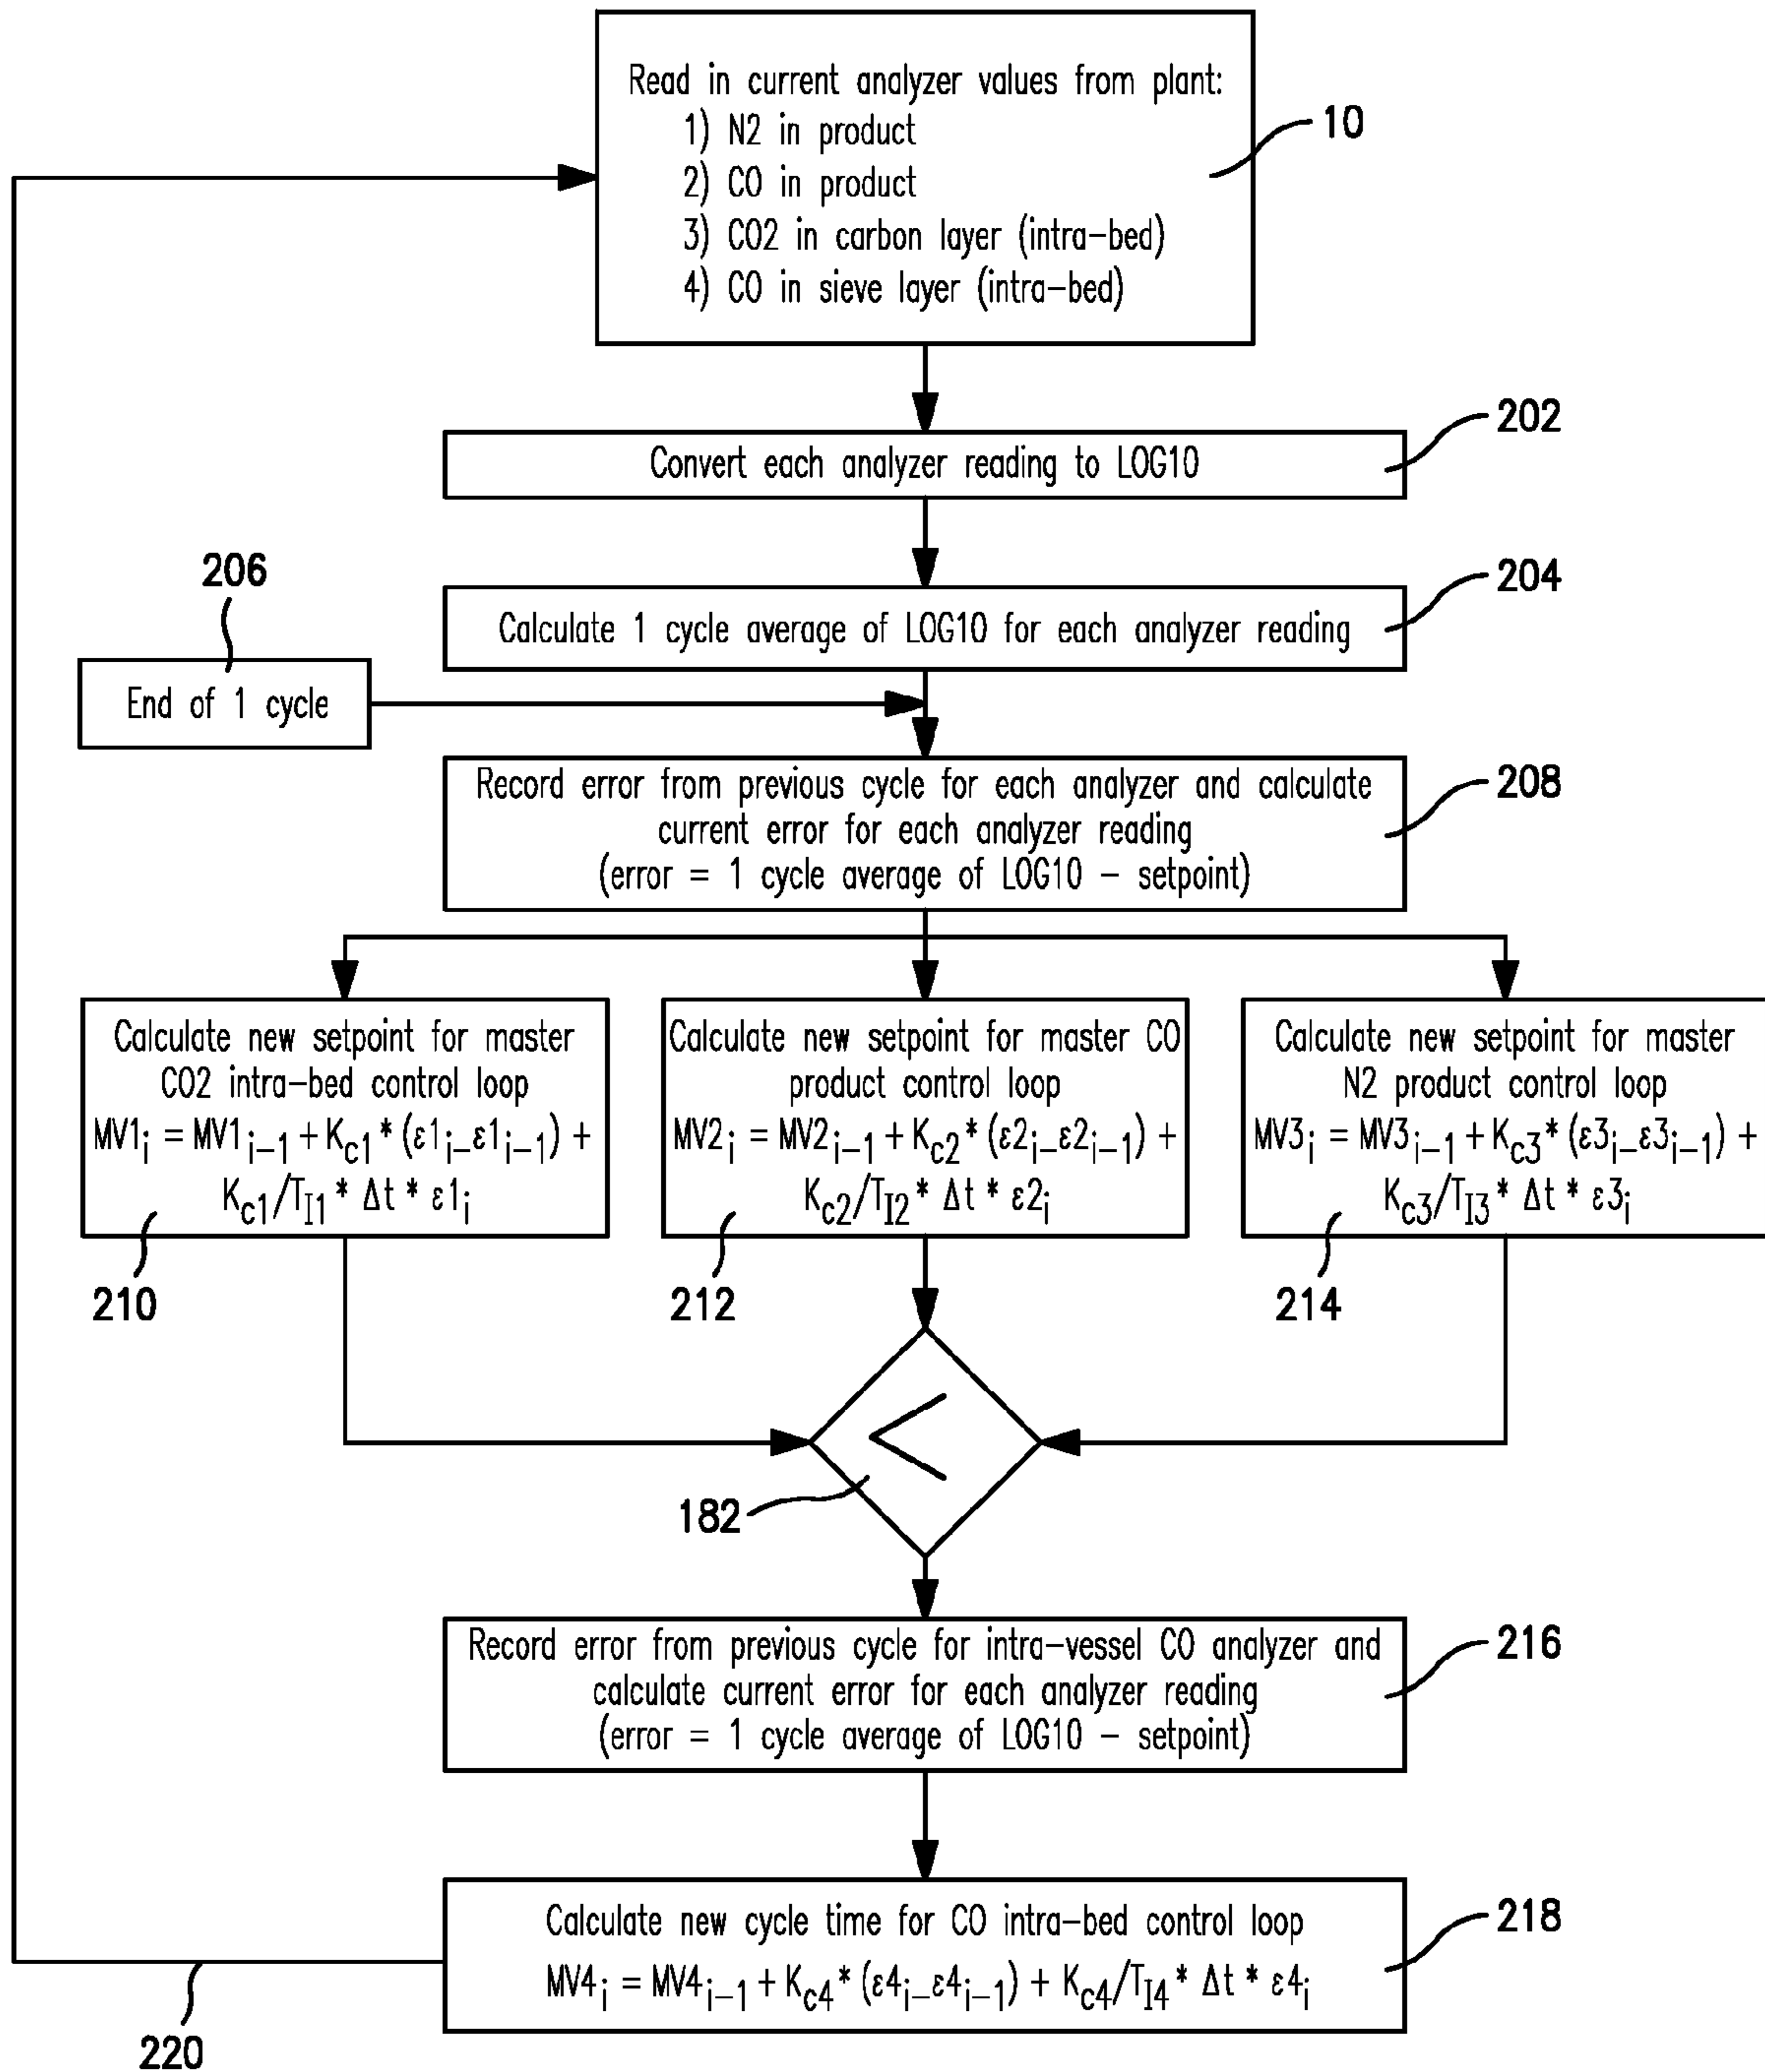 Read in current analyzer values from plant:
1) N2 in product
2) CO in product
3) CO2 in carbon layer (intra-bed)
4) CO in sieve layer (intra-bed)
10
202
Convert each analyzer reading to LOG10
204
Calculate 1 cycle average of LOG10 for each analyzer reading
206
End of 1 cycle
208
Record error from previous cycle for each analyzer and calculate
current error for each analyzer reading
(error = 1 cycle average of LOG10 – setpoint)
Calculate new setpoint for master
CO2 intra-bed control loop
MV1i = MV1i–1 + Kc1 * (ε1i–ε1i–1) +
Kc1/TI1 * Δt * ε1i
210
Calculate new setpoint for master CO
product control loop
MV2i = MV2i–1 + Kc2 * (ε2i–ε2i–1) +
Kc2/TI2 * Δt * ε2i
212
Calculate new setpoint for master
N2 product control loop
MV3i = MV3i–1 + Kc3 * (ε3i–ε3i–1) +
Kc3/TI3 * Δt * ε3i
214
<
182
Record error from previous cycle for intra-vessel CO analyzer and
calculate current error for each analyzer reading
(error = 1 cycle average of LOG10 – setpoint)
216
Calculate new cycle time for CO intra-bed control loop
MV4i = MV4i–1 + Kc4 * (ε4i–ε4i–1) + Kc4/TI4 * Δt * ε4i
218
220